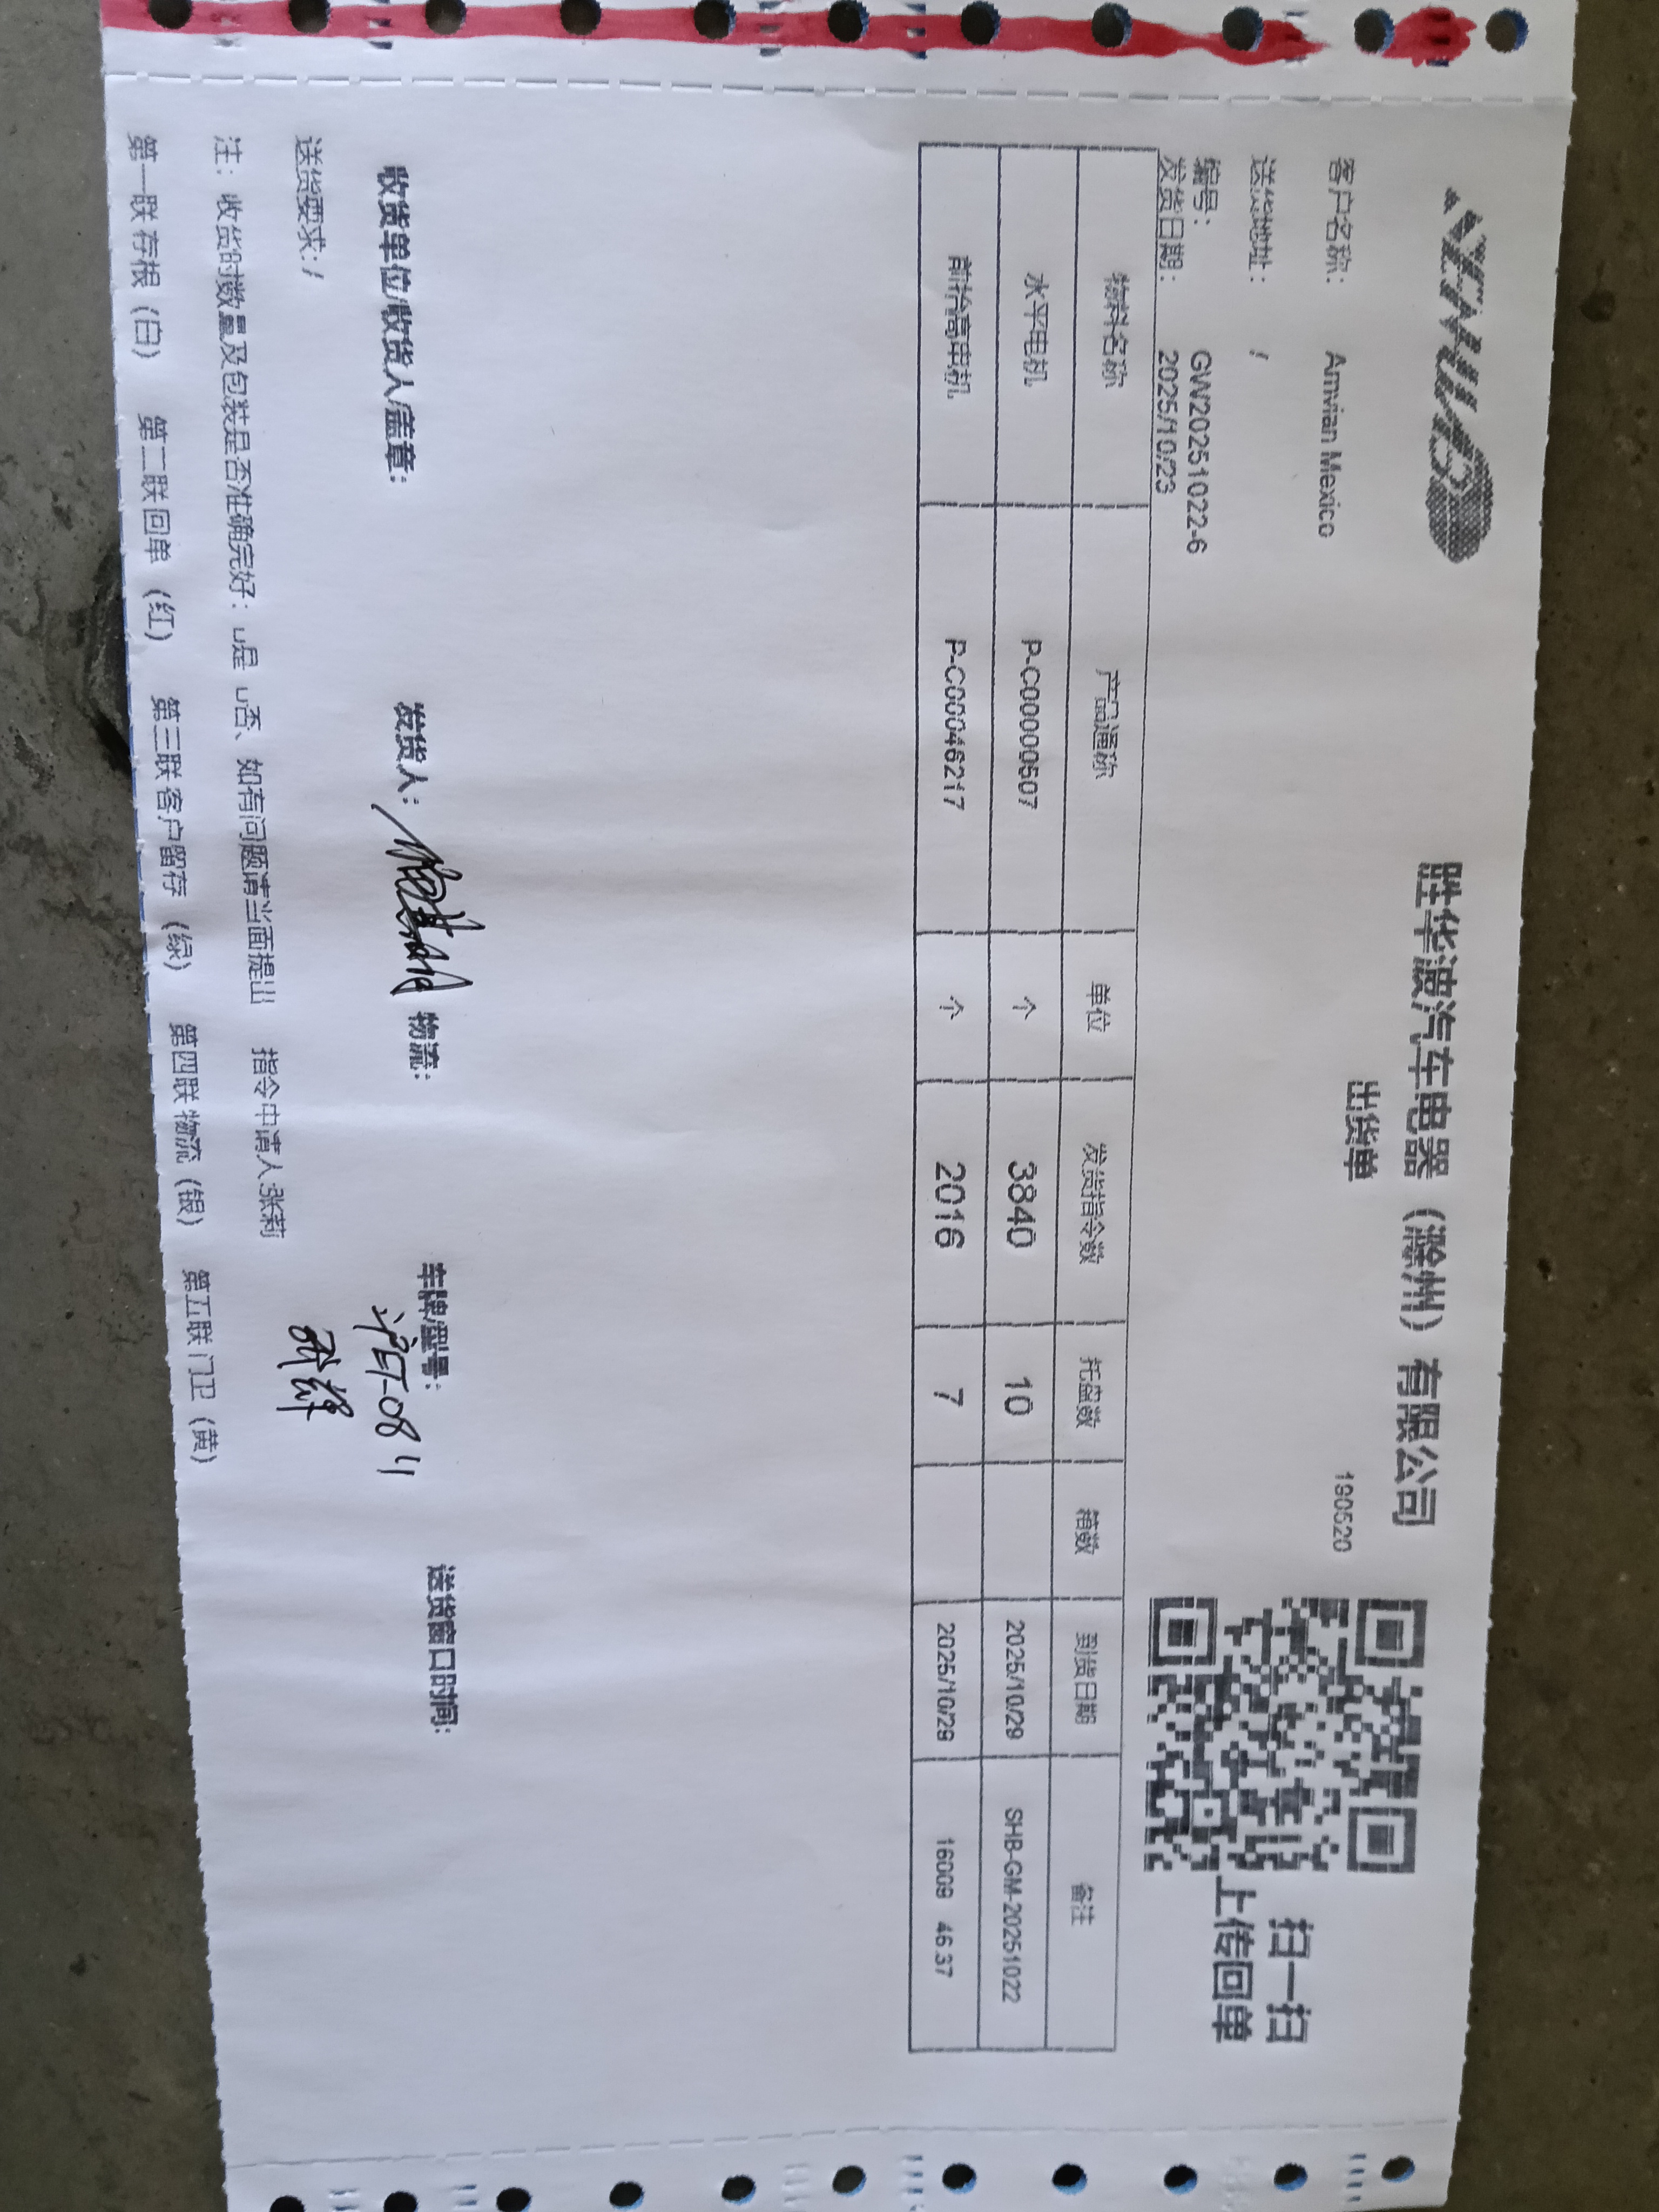 胜华波汽车电器（滁州）有限公司
出货单
190520
扫一扫
上传回单
客户名称： Amvian Mexico
送货地址： /
编号： GW20251022-6
发货日期： 2025/10/23
物料名称 产品通称 单位 发货指令数 托盘数 箱数 到货日期 备注
水平电机 P-C0000507 个 3840 10 2025/10/29 SHB-GM-20251022
前抬高电机 P-C00046217 个 2016 7 2025/10/29 16009 46.37
收货单位/收货人/盖章： 发货人： 物流： 车牌/签号： 送货窗口时间：
送货要求: /
注：收货的数量及包装是否准确完好：□是 □否、如有问题请当面提出 指令申请人:张莉
第一联 存根（白） 第二联 回单（红） 第三联 客户留存（绿） 第四联 物流（银） 第五联 门卫（黄）